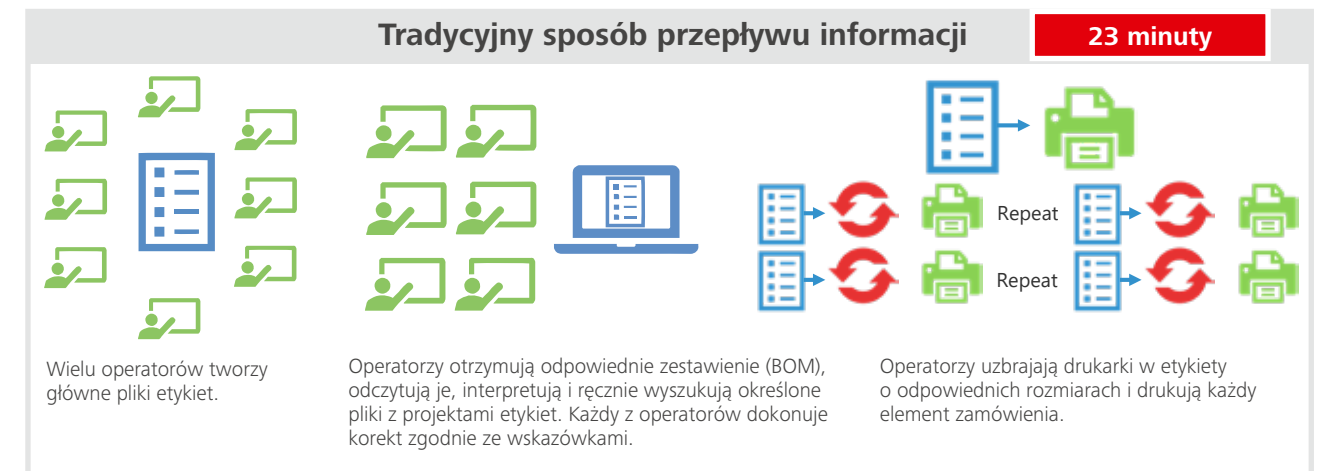 Tradycyjny sposób przepływu informacji
23 minuty
Repeat
Repeat
Wielu operatorów tworzy
główne pliki etykiet.
Operatorzy otrzymują odpowiednie zestawienie (BOM),
odczytują je, interpretują i ręcznie wyszukują określone
pliki z projektami etykiet. Każdy z operatorów dokonuje
korekt zgodnie ze wskazówkami.
Operatorzy uzbrajają drukarki w etykiety
o odpowiednich rozmiarach i drukują każdy
element zamówienia.